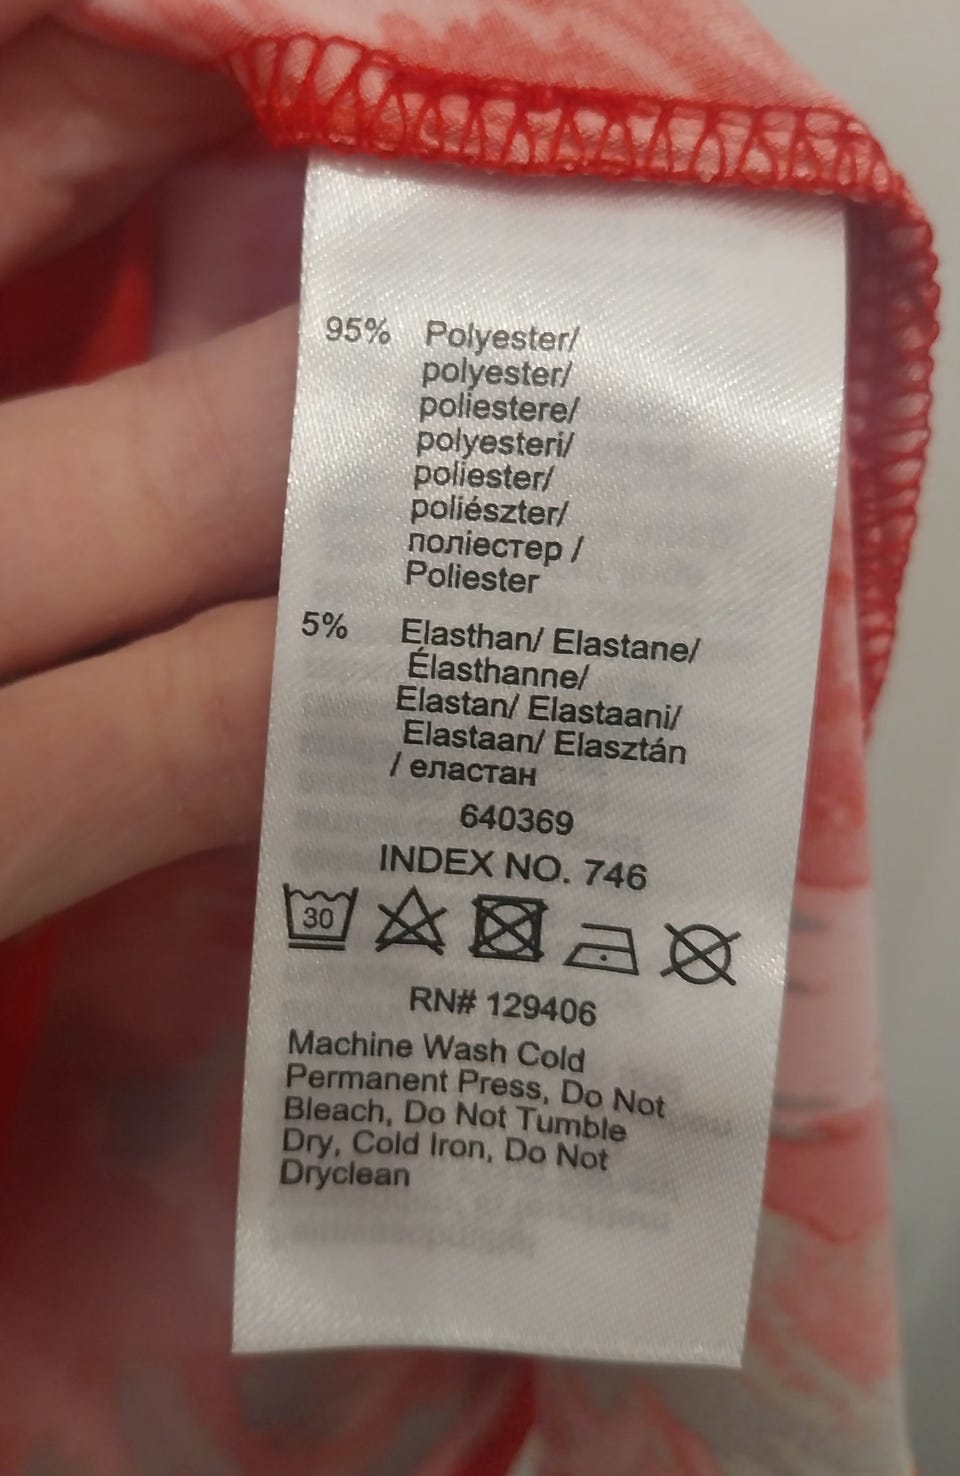 95% Polyester/
polyester/
poliestere/
polyesteri/
poliester/
poliészter/
поліестер /
Poliester
5% Elasthan/ Elastane/
Élasthanne/
Elastan/ Elastaani/
Elastaan/ Elasztán
/ еластан
640369
INDEX NO. 746
30
RN# 129406
Machine Wash Cold
Permanent Press, Do Not
Bleach, Do Not Tumble
Dry, Cold Iron, Do Not
Dryclean